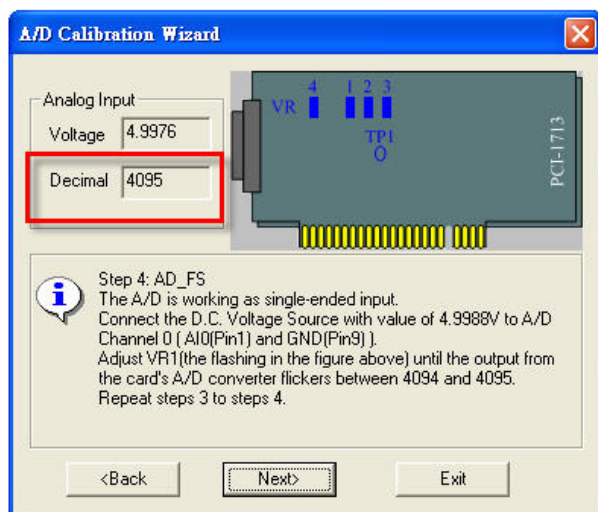 A/D Calibration Wizard
Analog Input
Voltage 4.9976
Decimal 4095
4 1 2 3
VR
TP1
PCI-1713
Step 4: AD_FS
The A/D is working as single-ended input.
Connect the D.C. Voltage Source with value of 4.9988V to A/D
Channel 0 ( AI0(Pin1) and GND(Pin9) ).
Adjust VR1(the flashing in the figure above) until the output from
the card's A/D converter flickers between 4094 and 4095.
Repeat steps 3 to steps 4.
<Back
Next>
Exit